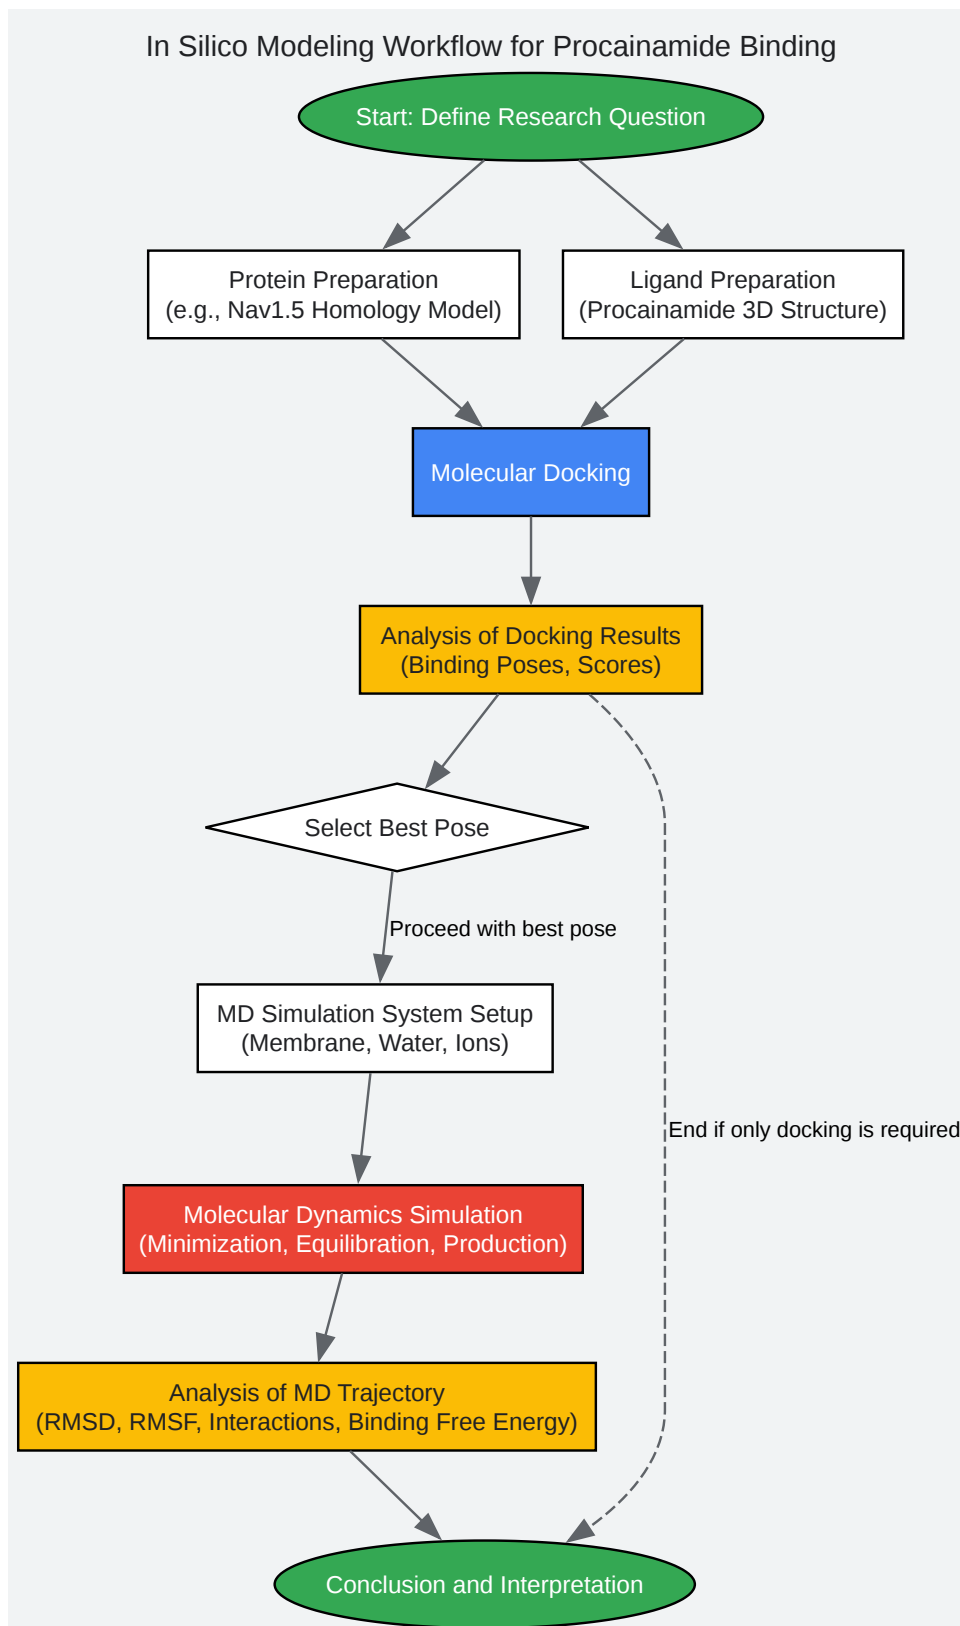 In Silico Modeling Workflow for Procainamide Binding
Start: Define Research Question
Protein Preparation
(e.g., Nav1.5 Homology Model)
Ligand Preparation
(Procainamide 3D Structure)
Molecular Docking
Analysis of Docking Results
(Binding Poses, Scores)
Select Best Pose
Proceed with best pose
MD Simulation System Setup
(Membrane, Water, Ions)
End if only docking is required
Molecular Dynamics Simulation
(Minimization, Equilibration, Production)
Analysis of MD Trajectory
(RMSD, RMSF, Interactions, Binding Free Energy)
Conclusion and Interpretation